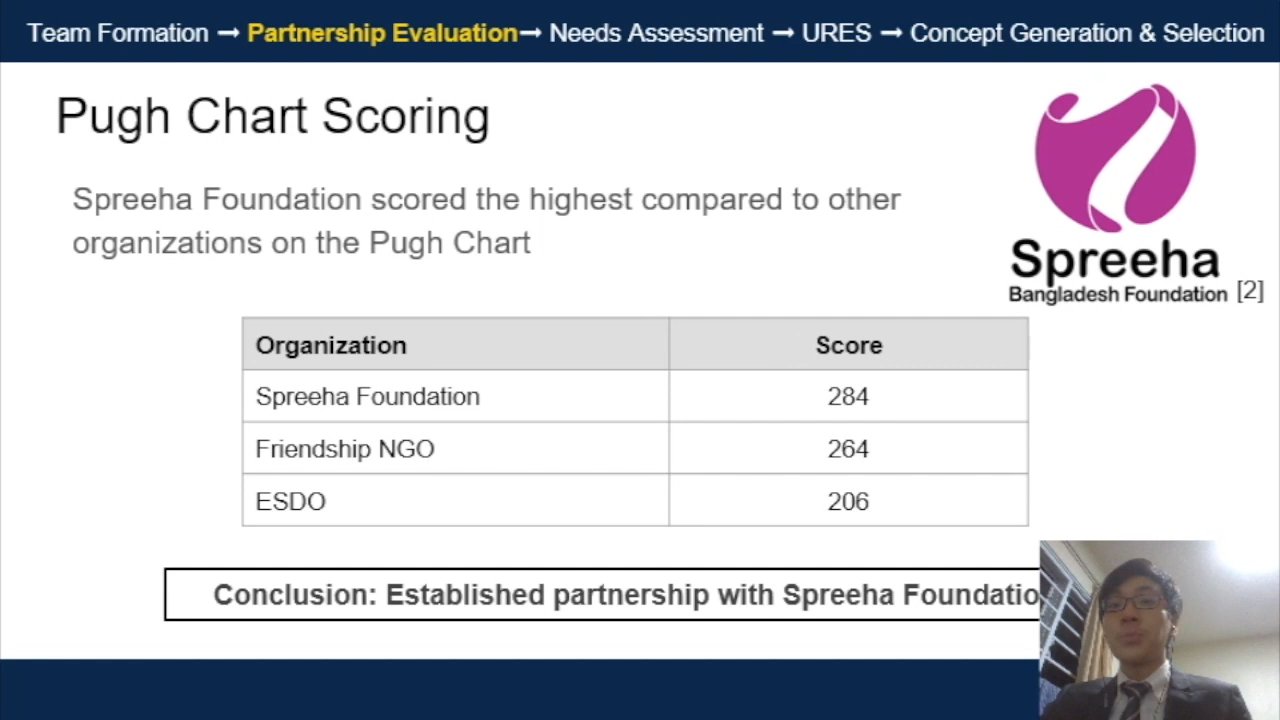 Team Formation → Partnership Evaluation→ Needs Assessment → URES → Concept Generation & Selection
Pugh Chart Scoring
Spreeha Foundation scored the highest compared to other
organizations on the Pugh Chart
Spreeha
Bangladesh Foundation [2]
Organization Score
Spreeha Foundation 284
Friendship NGO 264
ESDO 206
Conclusion: Established partnership with Spreeha Foundatio